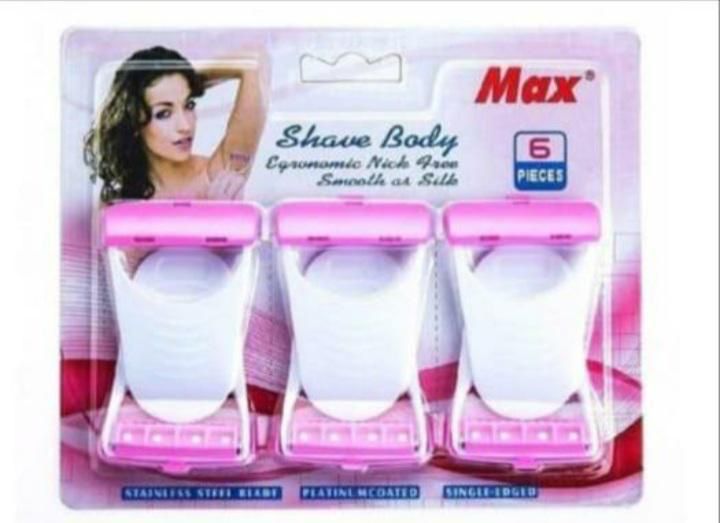 Max®
Shave Body
Egronomic Nick Free
Smooth as Silk
6
PIECES
STAINLESS STEEL BLADE
PLATINUMCOATED
SINGLE-EDGED